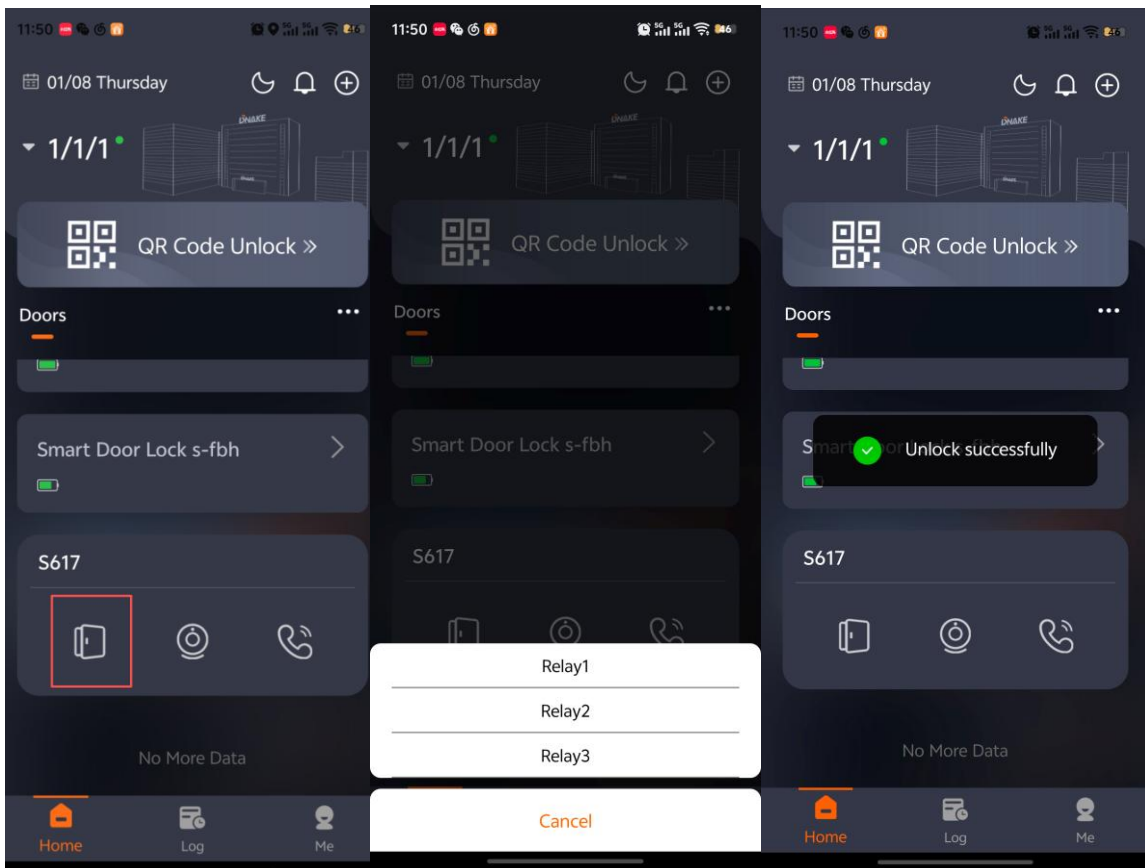 11:50
01/08 Thursday
DNAKE
1/1/1
QR Code Unlock »
Doors
Smart Door Lock s-fbh
S617
No More Data
Home
Log
Me
11:50
5G 5G 46
01/08 Thursday
DNAKE
1/1/1
QR Code Unlock »
Doors
Smart Door Lock s-fbh
S617
Relay1
Relay2
Relay3
Cancel
11:50
01/08 Thursday
DNAKE
1/1/1
QR Code Unlock »
Doors
Unlock successfully
S617
No More Data
Home
Log
Me